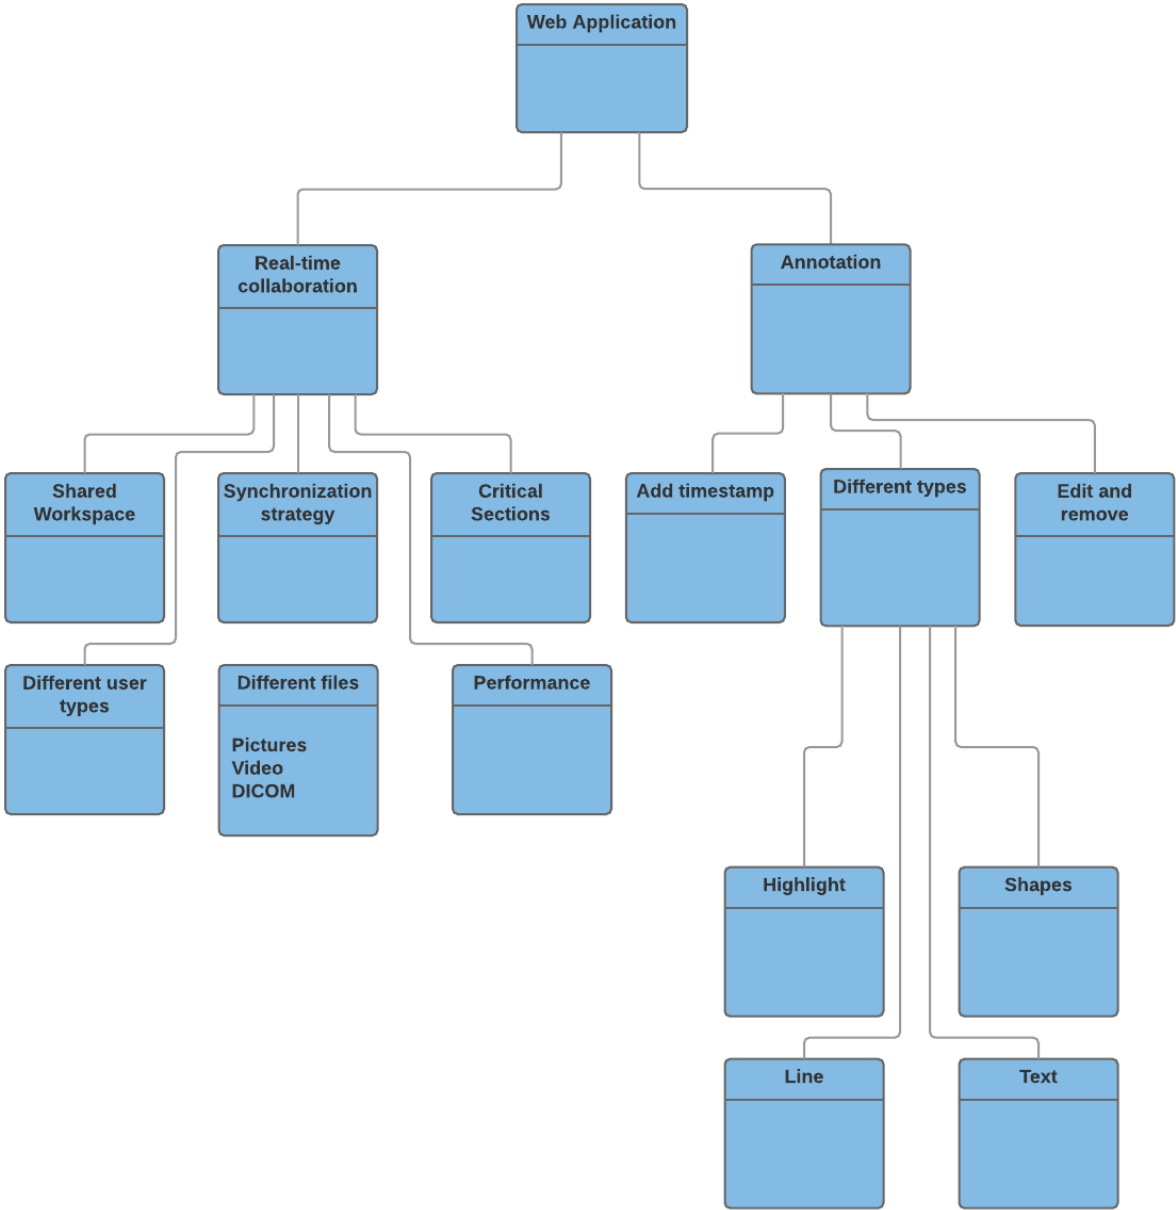 Web Application
Real-time
collaboration
Annotation
Shared
Workspace
Synchronization
strategy
Critical
Sections
Add timestamp
Different types
Edit and
remove
Different user
types
Different files
Pictures
Video
DICOM
Performance
Highlight
Shapes
Line
Text